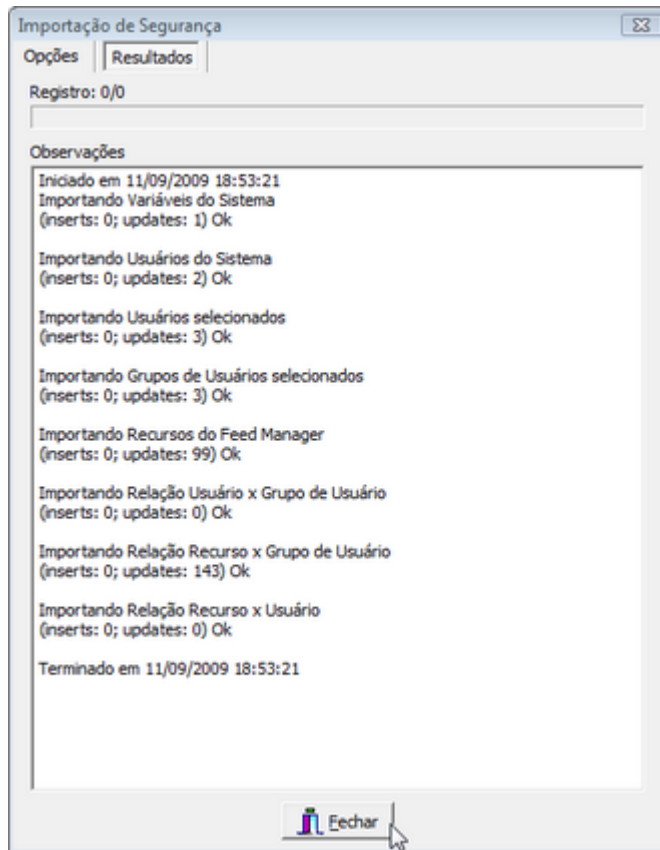 Importação de Segurança
Opções
Resultados
Registro: 0/0
Observações
Iniciado em 11/09/2009 18:53:21
Importando Variáveis do Sistema
(inserts: 0; updates: 1) Ok
Importando Usuários do Sistema
(inserts: 0; updates: 2) Ok
Importando Usuários selecionados
(inserts: 0; updates: 3) Ok
Importando Grupos de Usuários selecionados
(inserts: 0; updates: 3) Ok
Importando Recursos do Feed Manager
(inserts: 0; updates: 99) Ok
Importando Relação Usuário x Grupo de Usuário
(inserts: 0; updates: 0) Ok
Importando Relação Recurso x Grupo de Usuário
(inserts: 0; updates: 143) Ok
Importando Relação Recurso x Usuário
(inserts: 0; updates: 0) Ok
Terminado em 11/09/2009 18:53:21
Fechar